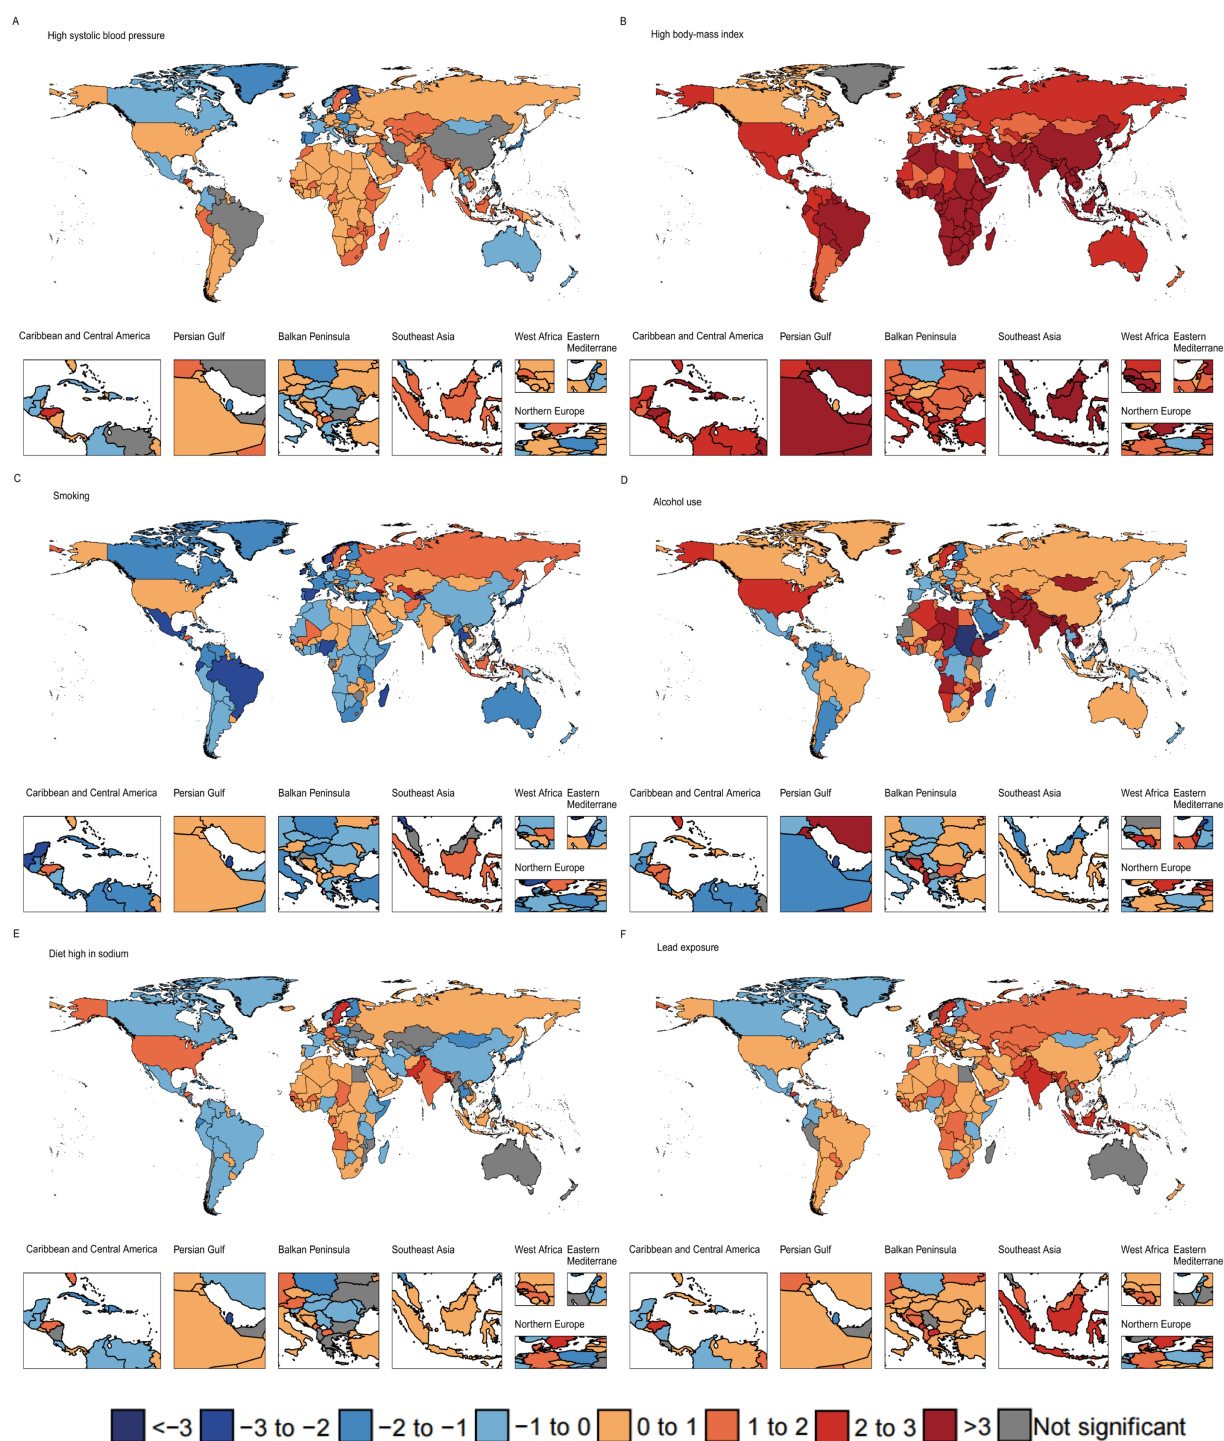 A
High systolic blood pressure
B
High body-mass index
Caribbean and Central America
Persian Gulf
Balkan Peninsula
Southeast Asia
West Africa
Eastern
Mediterrane
Northern Europe
Caribbean and Central America
Persian Gulf
Balkan Peninsula
Southeast Asia
West Africa
Eastern
Mediterrane
Northern Europe
C
Smoking
D
Alcohol use
Caribbean and Central America
Persian Gulf
Balkan Peninsula
Southeast Asia
West Africa
Eastern
Mediterrane
Northern Europe
Caribbean and Central America
Persian Gulf
Balkan Peninsula
Southeast Asia
West Africa
Eastern
Mediterrane
Northern Europe
E
Diet high in sodium
F
Lead exposure
Caribbean and Central America
Persian Gulf
Balkan Peninsula
Southeast Asia
West Africa
Eastern
Mediterrane
Northern Europe
Caribbean and Central America
Persian Gulf
Balkan Peninsula
Southeast Asia
West Africa
Eastern
Mediterrane
Northern Europe
<−3 −3 to −2 −2 to −1 −1 to 0 0 to 1 1 to 2 2 to 3 >3 Not significant